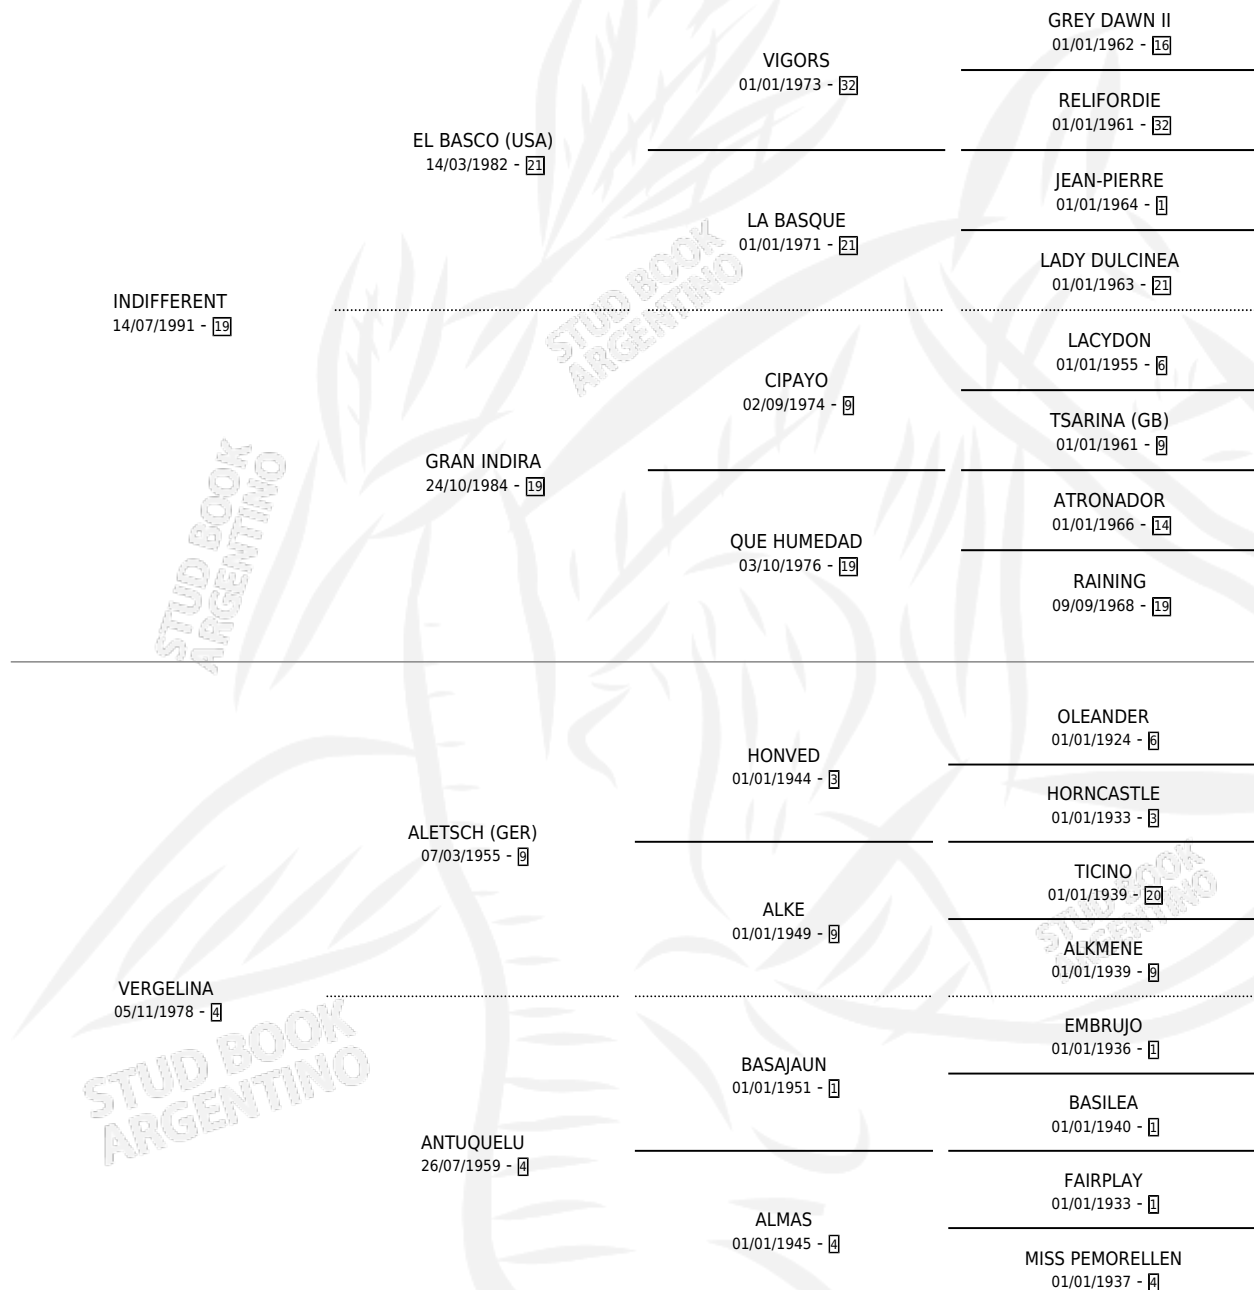 GREY DAWN II
01/01/1962 - 16
VIGORS
01/01/1973 - 32
RELIFORDIE
01/01/1961 - 32
EL BASCO (USA)
14/03/1982 - 21
JEAN-PIERRE
01/01/1964 - 1
LA BASQUE
01/01/1971 - 21
LADY DULCINEA
01/01/1963 - 21
INDIFFERENT
14/07/1991 - 19
LACYDON
01/01/1955 - 6
CIPAYO
02/09/1974 - 9
TSARINA (GB)
01/01/1961 - 9
GRAN INDIRA
24/10/1984 - 19
ATRONADOR
01/01/1966 - 14
QUE HUMEDAD
03/10/1976 - 19
RAINING
09/09/1968 - 19
STUD BOOK
ARGENTINO
STUD BOOK
ARGENTINO
OLEANDER
01/01/1924 - 6
HONVED
01/01/1944 - 3
HORNCASTLE
01/01/1933 - 3
ALETSCH (GER)
07/03/1955 - 9
TICINO
01/01/1939 - 20
ALKE
01/01/1949 - 9
ALKMENE
01/01/1939 - 9
VERGELINA
05/11/1978 - 4
EMBRUJO
01/01/1936 - 1
BASAJAUN
01/01/1951 - 1
BASILEA
01/01/1940 - 1
ANTUQUELU
26/07/1959 - 4
FAIRPLAY
01/01/1933 - 1
ALMAS
01/01/1945 - 4
MISS PEMORELLEN
01/01/1937 - 4
STUD BOOK
ARGENTINO
STUD BOOK
ARGENTINO